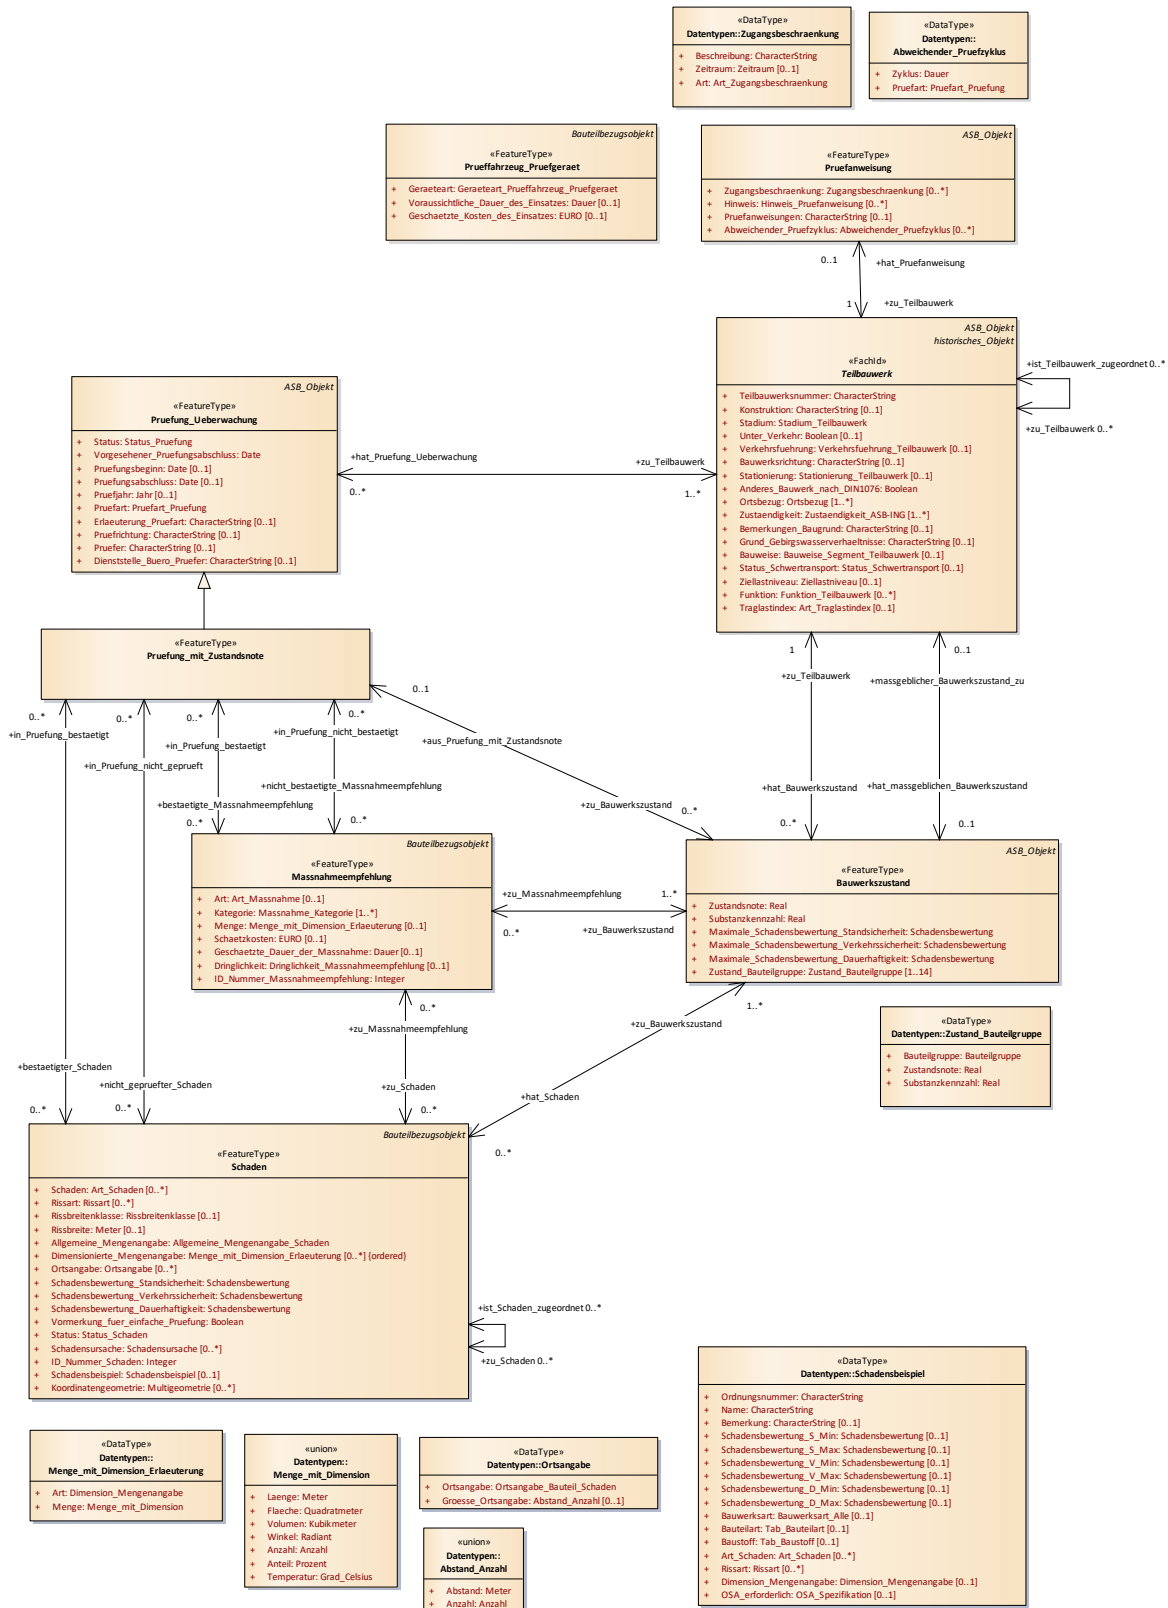 «DataType»
Datentypen::Zugangsbeschraenkung
+ Beschreibung: CharacterString
+ Zeitraum: Zeitraum [0..1]
+ Art: Art_Zugangsbeschraenkung
«DataType»
Datentypen::
Abweichender_Pruefzyklus
+ Zyklus: Dauer
+ Pruefart: Pruefart_Pruefung
Bauteilbezugsobjekt
«FeatureType»
Prueffahrzeug_Pruefgeraet
+ Geraeteart: Geraeteart_Prueffahrzeug_Pruefgeraet
+ Voraussichtliche_Dauer_des_Einsatzes: Dauer [0..1]
+ Geschaetzte_Kosten_des_Einsatzes: EURO [0..1]
ASB_Objekt
«FeatureType»
Pruefanweisung
+ Zugangsbeschraenkung: Zugangsbeschraenkung [0..*]
+ Hinweis: Hinweis_Pruefanweisung [0..*]
+ Pruefanweisungen: CharacterString [0..1]
+ Abweichender_Pruefzyklus: Abweichender_Pruefzyklus [0..*]
0..1
+hat_Pruefanweisung
+zu_Teilbauwerk
1
ASB_Objekt
historisches_Objekt
«FachId»
Teilbauwerk
+ Teilbauwerksnummer: CharacterString
+ Konstruktion: CharacterString [0..1]
+ Stadium: Stadium_Teilbauwerk
+ Unter_Verkehr: Boolean [0..1]
+ Verkehrsfuehrung: Verkehrsfuehrung_Teilbauwerk [0..1]
+ Bauwerksrichtung: CharacterString [0..1]
+ Stationierung: Stationierung_Teilbauwerk [0..1]
+ Anderes_Bauwerk_nach_DIN1076: Boolean
+ Ortsbezug: Ortsbezug [1..*]
+ Zustaendigkeit: Zustaendigkeit_ASB-ING [1..*]
+ Bemerkungen_Baugrund: CharacterString [0..1]
+ Grund_Gebirgswasserverhaeltnisse: CharacterString [0..1]
+ Bauweise: Bauweise_Segment_Teilbauwerk [0..1]
+ Status_Schwertransport: Status_Schwertransport [0..1]
+ Ziellastniveau: Ziellastniveau [0..1]
+ Funktion: Funktion_Teilbauwerk [0..*]
+ Traglastindex: Art_Traglastindex [0..1]
+ist_Teilbauwerk_zugeordnet 0..*
+zu_Teilbauwerk 0..*
ASB_Objekt
«FeatureType»
Pruefung_Ueberwachung
+ Status: Status_Pruefung
+ Vorgesehener_Pruefungsabschluss: Date
+ Pruefungsbeginn: Date [0..1]
+ Pruefungsabschluss: Date [0..1]
+ Pruefjahr: Jahr [0..1]
+ Pruefart: Pruefart_Pruefung
+ Erlaeuterung_Pruefart: CharacterString [0..1]
+ Pruefrichtung: CharacterString [0..1]
+ Pruefer: CharacterString [0..1]
+ Dienststelle_Buero_Pruefer: CharacterString [0..1]
+hat_Pruefung_Ueberwachung
0..*
+zu_Teilbauwerk
1..*
«FeatureType»
Pruefung_mit_Zustandsnote
0..*
+in_Pruefung_bestaetigt
0..*
+in_Pruefung_nicht_geprueft
0..*
+in_Pruefung_bestaetigt
0..*
+in_Pruefung_nicht_bestaetigt
0..1
+aus_Pruefung_mit_Zustandsnote
+nicht_bestaetigte_Massnahmeempfehlung
0..*
+bestaetigte_Massnahmeempfehlung
0..*
+zu_Bauwerkszustand
0..*
1
+zu_Teilbauwerk
0..1
+massgeblicher_Bauwerkszustand_zu
+hat_Bauwerkszustand
0..*
+hat_massgeblichen_Bauwerkszustand
0..1
Bauteilbezugsobjekt
«FeatureType»
Massnahmeempfehlung
+ Art: Art_Massnahme [0..1]
+ Kategorie: Massnahme_Kategorie [1..*]
+ Menge: Menge_mit_Dimension_Erlaeuterung [0..1]
+ Schaetzkosten: EURO [0..1]
+ Geschaetzte_Dauer_der_Massnahme: Dauer [0..1]
+ Dringlichkeit: Dringlichkeit_Massnahmeempfehlung [0..1]
+ ID_Nummer_Massnahmeempfehlung: Integer
+zu_Massnahmeempfehlung
0..*
1..*
+zu_Bauwerkszustand
ASB_Objekt
«FeatureType»
Bauwerkszustand
+ Zustandsnote: Real
+ Substanzkennzahl: Real
+ Maximale_Schadensbewertung_Standsicherheit: Schadensbewertung
+ Maximale_Schadensbewertung_Verkehrssicherheit: Schadensbewertung
+ Maximale_Schadensbewertung_Dauerhaftigkeit: Schadensbewertung
+ Zustand_Bauteilgruppe: Zustand_Bauteilgruppe [1..14]
0..*
+zu_Massnahmeempfehlung
+zu_Schaden
0..*
1..*
+zu_Bauwerkszustand
+hat_Schaden
0..*
«DataType»
Datentypen::Zustand_Bauteilgruppe
+ Bauteilgruppe: Bauteilgruppe
+ Zustandsnote: Real
+ Substanzkennzahl: Real
+bestaetigter_Schaden
0..*
+nicht_gepruefter_Schaden
0..*
Bauteilbezugsobjekt
«FeatureType»
Schaden
+ Schaden: Art_Schaden [0..*]
+ Rissart: Rissart [0..*]
+ Rissbreitenklasse: Rissbreitenklasse [0..1]
+ Rissbreite: Meter [0..1]
+ Allgemeine_Mengenangabe: Allgemeine_Mengenangabe_Schaden
+ Dimensionierte_Mengenangabe: Menge_mit_Dimension_Erlaeuterung [0..*] {ordered}
+ Ortsangabe: Ortsangabe [0..*]
+ Schadensbewertung_Standsicherheit: Schadensbewertung
+ Schadensbewertung_Verkehrssicherheit: Schadensbewertung
+ Schadensbewertung_Dauerhaftigkeit: Schadensbewertung
+ Vormerkung_fuer_einfache_Pruefung: Boolean
+ Status: Status_Schaden
+ Schadensursache: Schadensursache [0..*]
+ ID_Nummer_Schaden: Integer
+ Schadensbeispiel: Schadensbeispiel [0..1]
+ Koordinatengeometrie: Multigeometrie [0..*]
+ist_Schaden_zugeordnet 0..*
+zu_Schaden 0..*
«DataType»
Datentypen::Schadensbeispiel
+ Ordnungsnummer: CharacterString
+ Name: CharacterString
+ Bemerkung: CharacterString [0..1]
+ Schadensbewertung_S_Min: Schadensbewertung [0..1]
+ Schadensbewertung_S_Max: Schadensbewertung [0..1]
+ Schadensbewertung_V_Min: Schadensbewertung [0..1]
+ Schadensbewertung_V_Max: Schadensbewertung [0..1]
+ Schadensbewertung_D_Min: Schadensbewertung [0..1]
+ Schadensbewertung_D_Max: Schadensbewertung [0..1]
+ Bauwerksart: Bauwerksart_Alle [0..1]
+ Bauteilart: Tab_Bauteilart [0..1]
+ Baustoff: Tab_Baustoff [0..1]
+ Art_Schaden: Art_Schaden [0..*]
+ Rissart: Rissart [0..*]
+ Dimension_Mengenangabe: Dimension_Mengenangabe [0..1]
+ OSA_erforderlich: OSA_Spezifikation [0..1]
«DataType»
Datentypen::
Menge_mit_Dimension_Erlaeuterung
+ Art: Dimension_Mengenangabe
+ Menge: Menge_mit_Dimension
«union»
Datentypen::
Menge_mit_Dimension
+ Laenge: Meter
+ Flaeche: Quadratmeter
+ Volumen: Kubikmeter
+ Winkel: Radiant
+ Anzahl: Anzahl
+ Anteil: Prozent
+ Temperatur: Grad_Celsius
«DataType»
Datentypen::Ortsangabe
+ Ortsangabe: Ortsangabe_Bauteil_Schaden
+ Groesse_Ortsangabe: Abstand_Anzahl [0..1]
«union»
Datentypen::
Abstand_Anzahl
+ Abstand: Meter
+ Anzahl: Anzahl